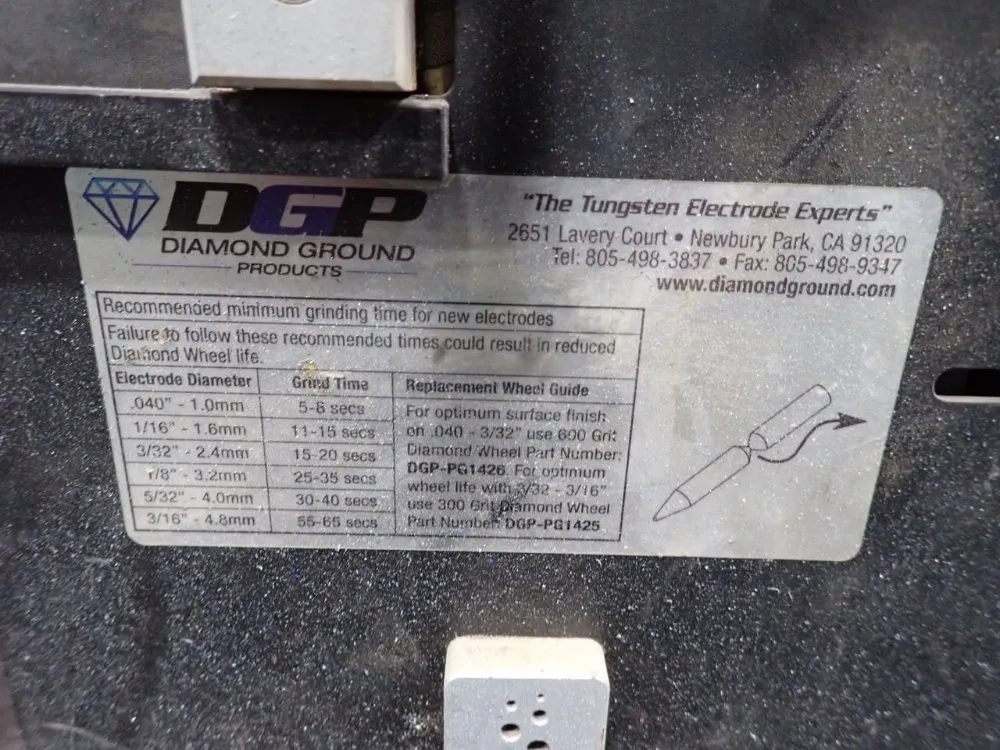 DGP
DIAMOND GROUND
PRODUCTS
"The Tungsten Electrode Experts"
2651 Lavery Court • Newbury Park, CA 91320
Tel: 805-498-3837 • Fax: 805-498-9347
www.diamondground.com
Recommended minimum grinding time for new electrodes
Failure to follow these recommended times could result in reduced
Diamond Wheel life.
Electrode Diameter Grind Time
.040" - 1.0mm 5-8 secs
1/16" - 1.6mm 11-15 secs
3/32" - 2.4mm 15-20 secs
1/8" - 3.2mm 25-35 secs
5/32" - 4.0mm 30-40 secs
3/16" - 4.8mm 55-65 secs
Replacement Wheel Guide
For optimum surface finish
on .040 - 3/32" use 600 Grit
Diamond Wheel Part Number:
DGP-PG1426. For optimum
wheel life with 3/32 - 3/16"
use 300 Grit Diamond Wheel
Part Number: DGP-PG1425